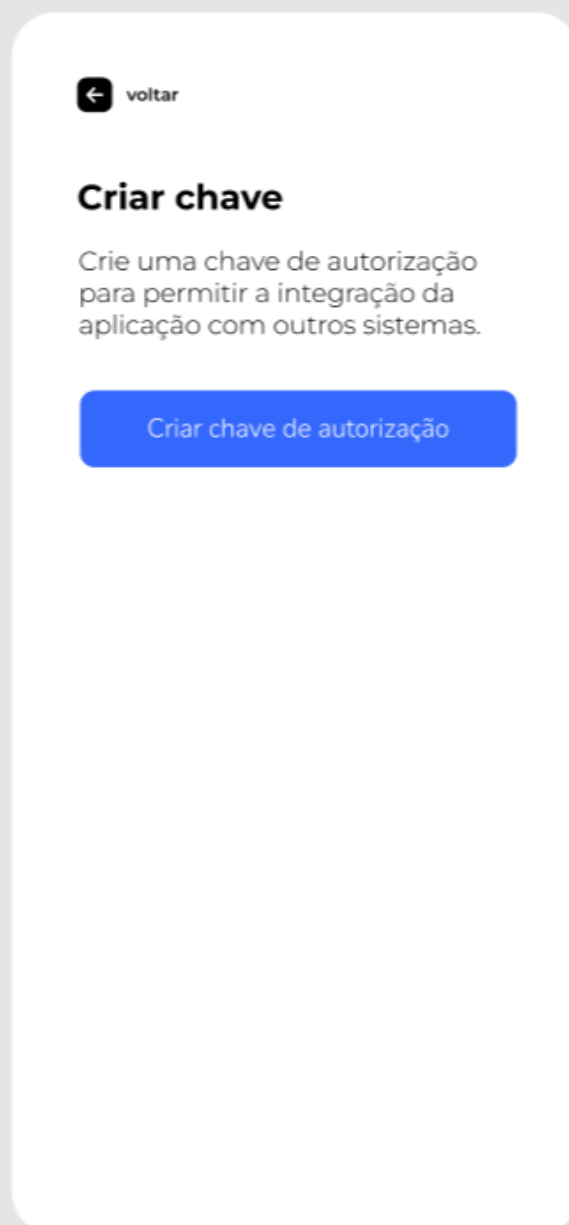 voltar
Criar chave
Crie uma chave de autorização
para permitir a integração da
aplicação com outros sistemas.
Criar chave de autorização